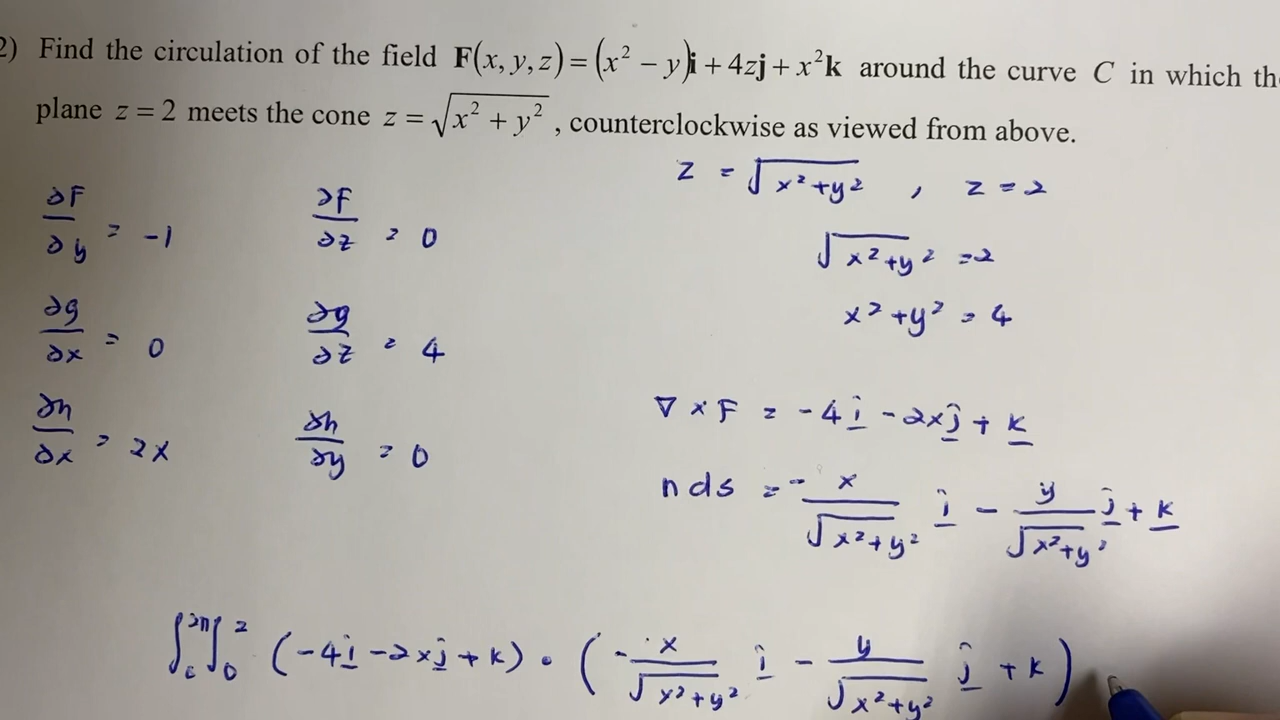 2) Find the circulation of the field F(x, y, z) = (x² − y)i + 4zj + x²k around the curve C in which th
plane z = 2 meets the cone z = √(x² + y²) , counterclockwise as viewed from above.
z = √(x²+y²) , z = 2
∂F/∂y = -1 ∂F/∂z = 0
√(x²+y²) = 2
x² + y² = 4
∂g/∂x = 0 ∂g/∂z = 4
∂h/∂x = 2x ∂h/∂y = 0
∇ × F = -4i - 2xj + k
n ds = - x/√(x²+y²) i - y/√(x²+y²) j + k
∫₀^2π ∫₀^2 (-4i - 2xj + k) • (- x/√(x²+y²) i - y/√(x²+y²) j + k)